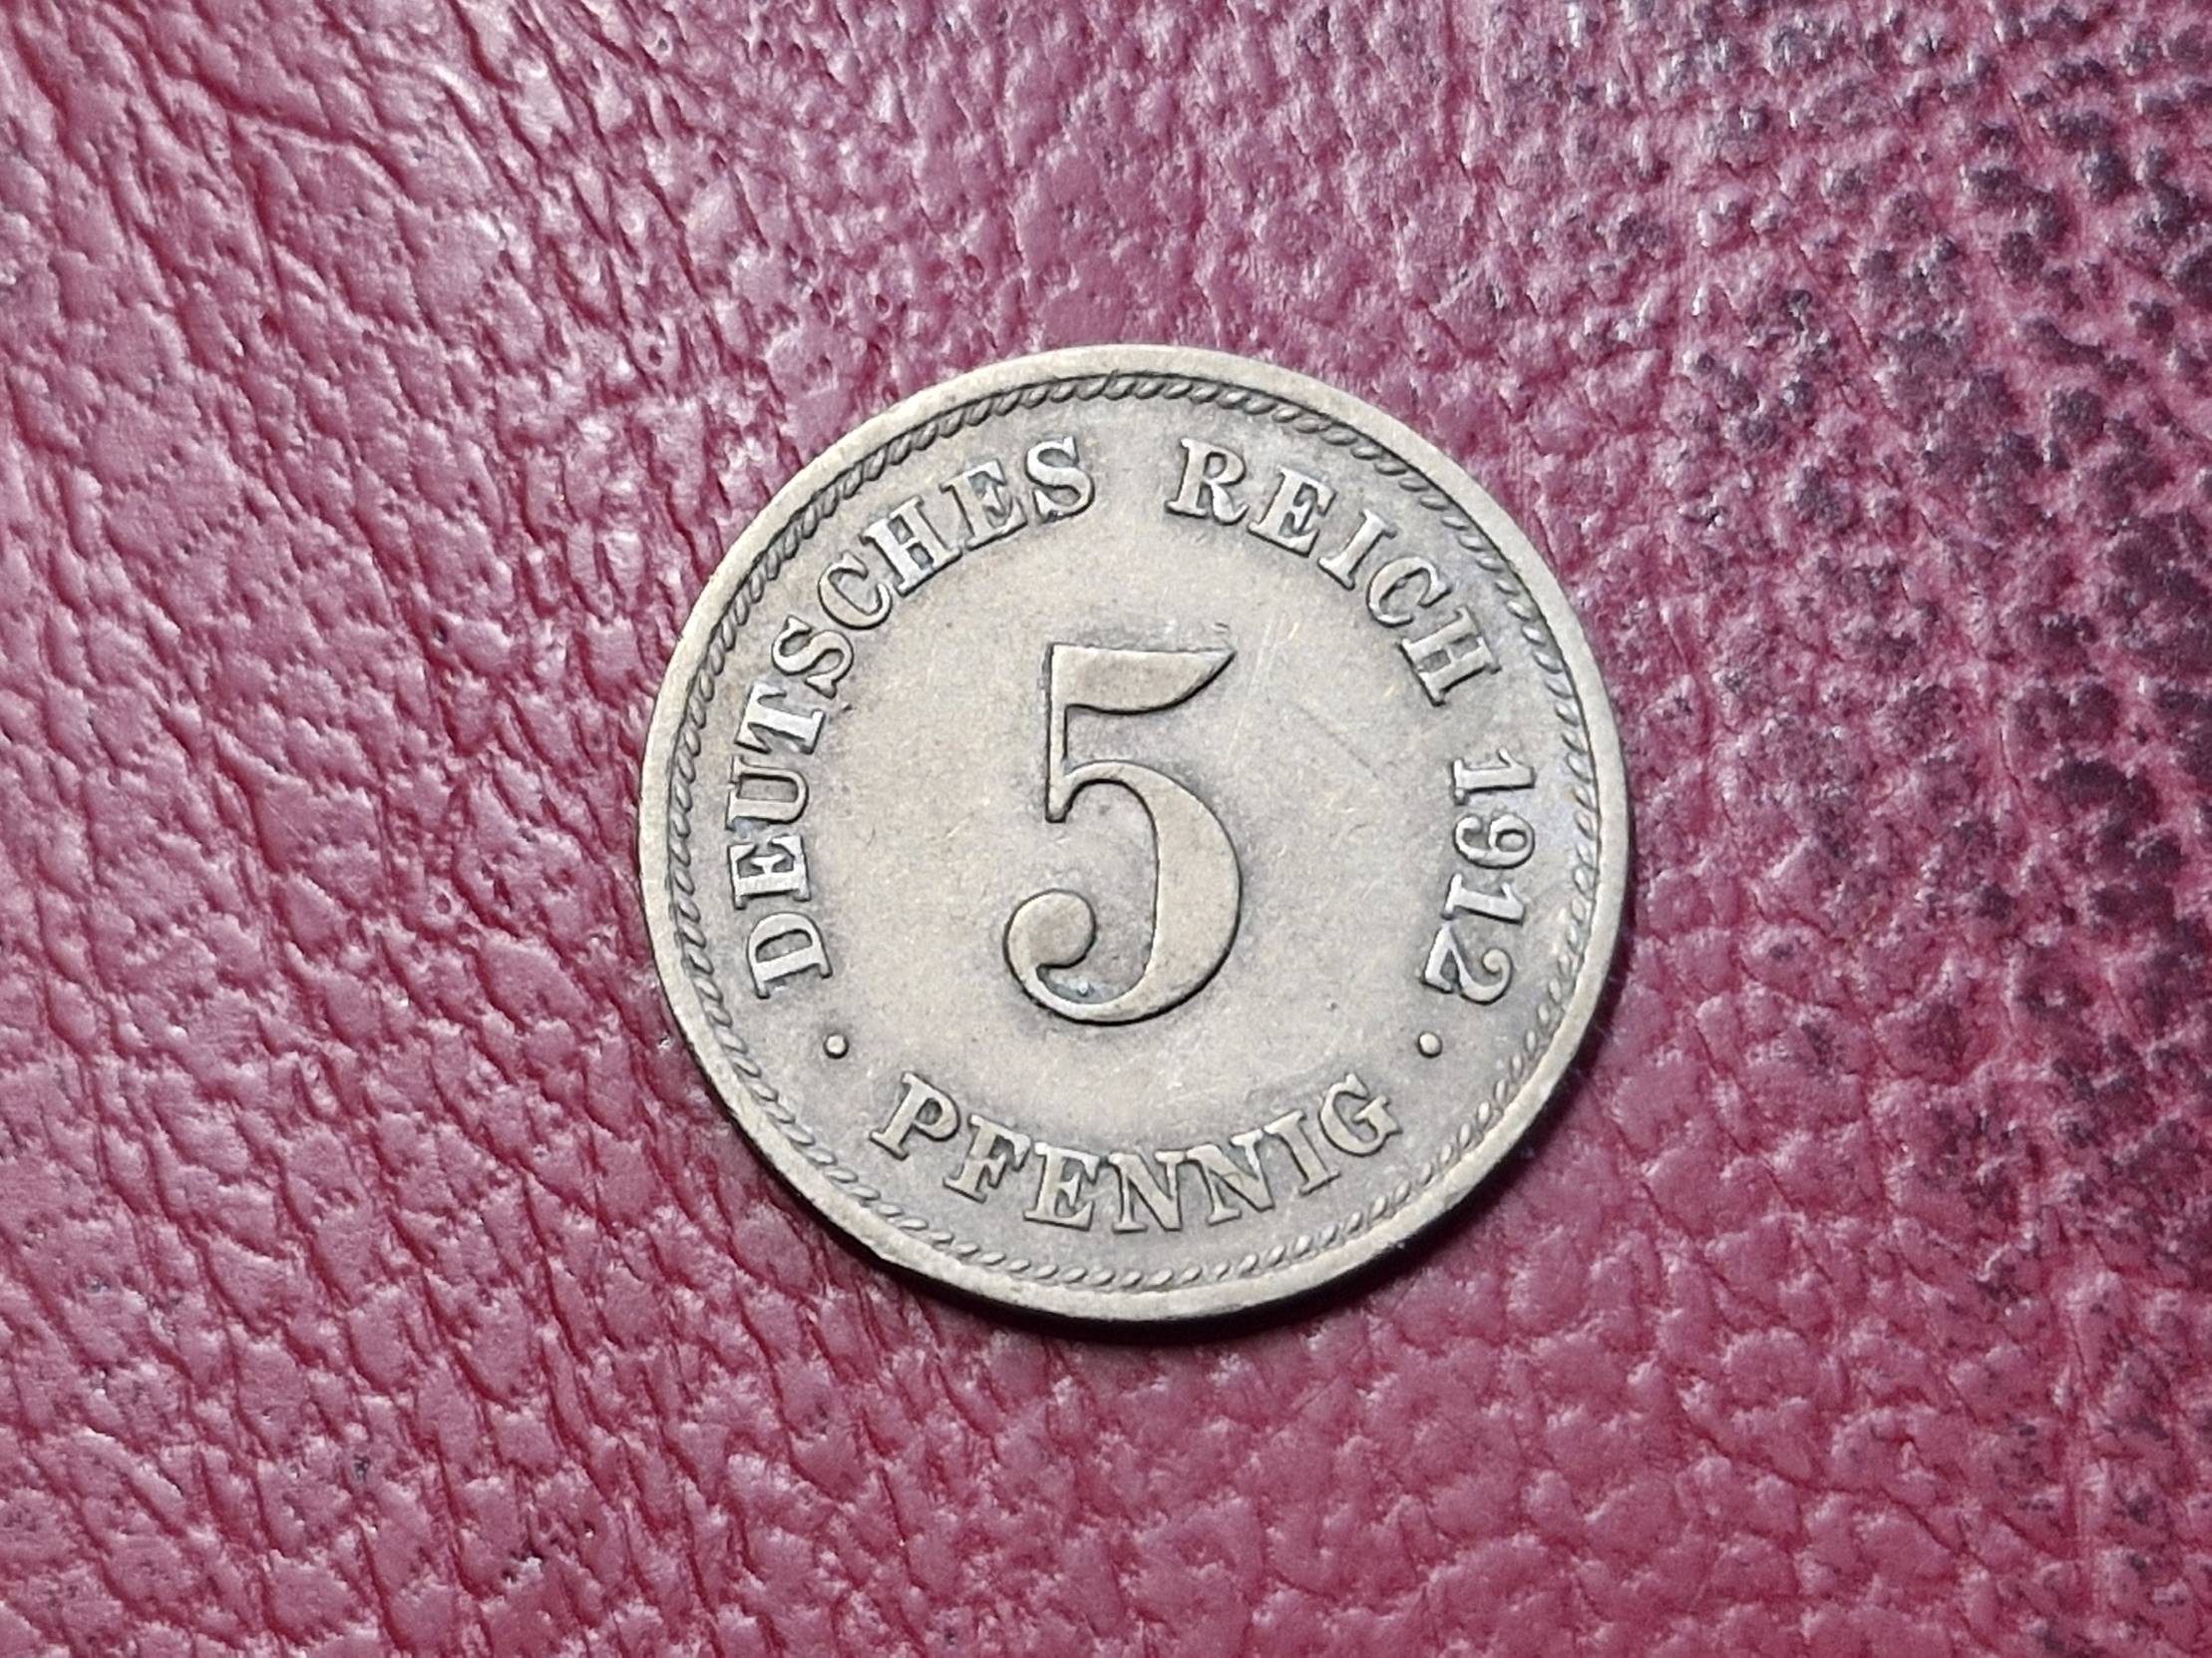 DEUTSCHES REICH 1912
5
· PFENNIG ·